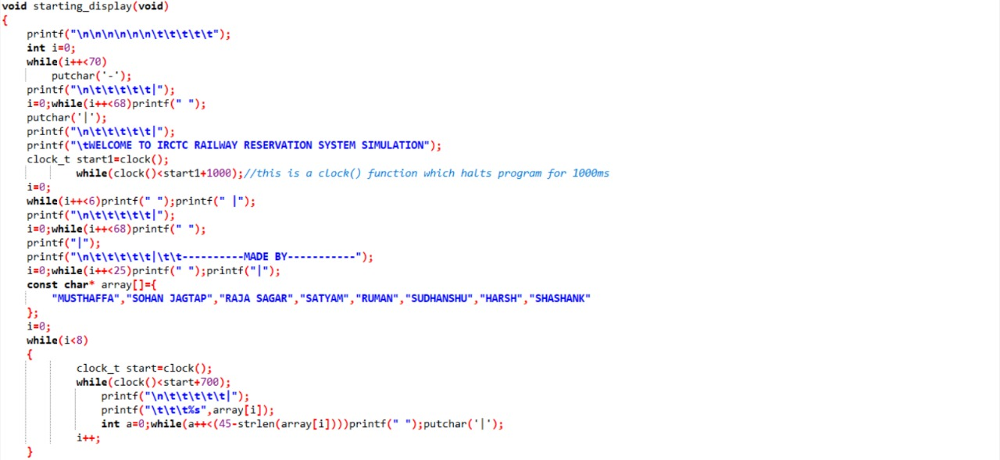 void starting_display(void)
{
    printf("\n\n\n\n\n\n\t\t\t\t\t");
    int i=0;
    while(i++<70)
        putchar('-');
    printf("\n\t\t\t\t\t|");
    i=0;while(i++<68)printf(" ");
    putchar('|');
    printf("\n\t\t\t\t\t|");
    printf("\tWELCOME TO IRCTC RAILWAY RESERVATION SYSTEM SIMULATION");
    clock_t start1=clock();
            while(clock()<start1+1000);//this is a clock() function which halts program for 1000ms
    i=0;
    while(i++<6)printf(" ");printf(" |");
    printf("\n\t\t\t\t\t|");
    i=0;while(i++<68)printf(" ");
    printf("|");
    printf("\n\t\t\t\t\t|\t\t----------MADE BY-----------");
    i=0;while(i++<25)printf(" ");printf("|");
    const char* array[]={
        "MUSTHAFFA","SOHAN JAGTAP","RAJA SAGAR","SATYAM","RUMAN","SUDHANSHU","HARSH","SHASHANK"
    };
    i=0;
    while(i<8)
    {
            clock_t start=clock();
            while(clock()<start+700);
                printf("\n\t\t\t\t\t|");
                printf("\t\t\t%s",array[i]);
                int a=0;while(a++<(45-strlen(array[i])))printf(" ");putchar('|');
            i++;
    }